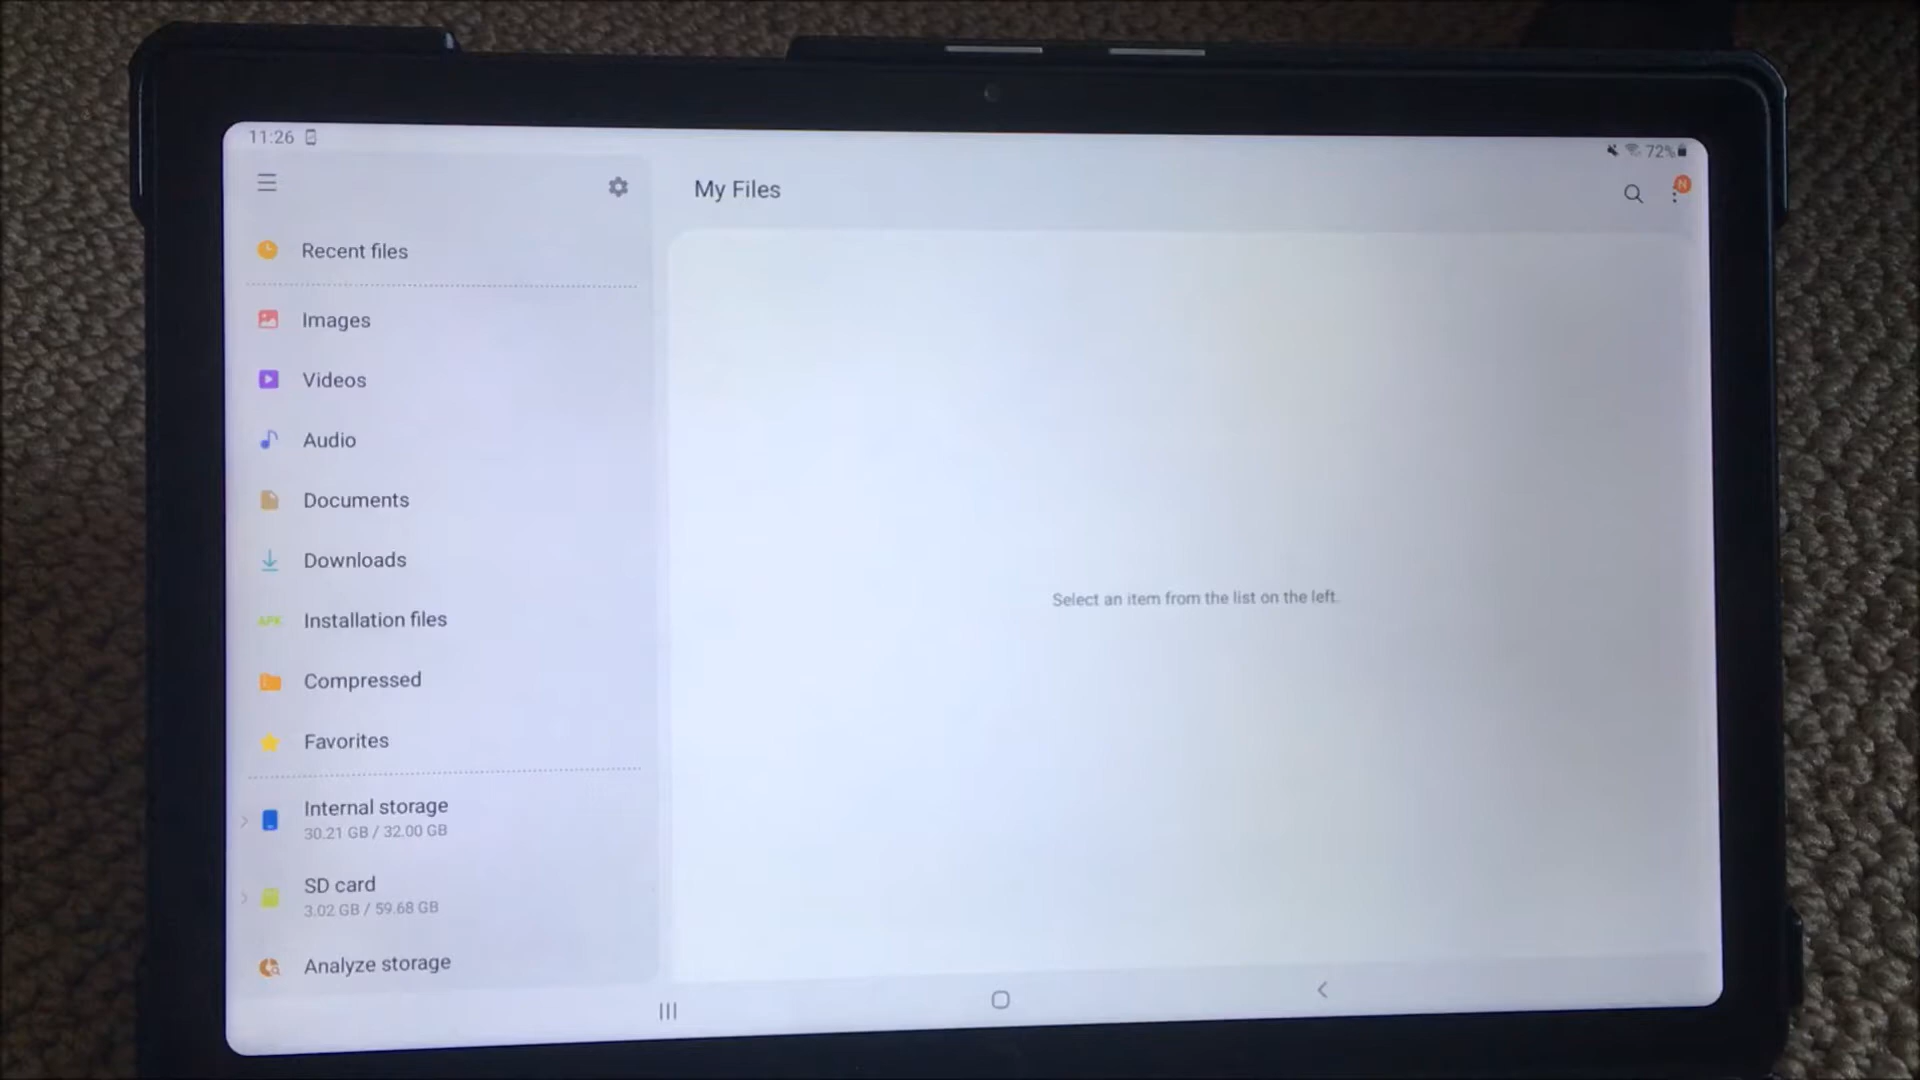 11:26
72%
My Files
N
Recent files
Images
Videos
Audio
Documents
Downloads
APK
Installation files
Compressed
Favorites
Internal storage
30.21 GB / 32.00 GB
SD card
3.02 GB / 59.68 GB
Analyze storage
Select an item from the list on the left.